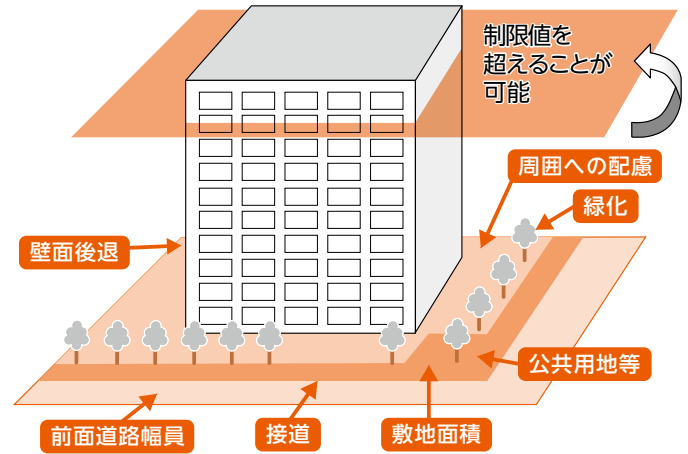 制限値を
超えることが
可能
周囲への配慮
緑化
壁面後退
公共用地等
前面道路幅員
接道
敷地面積